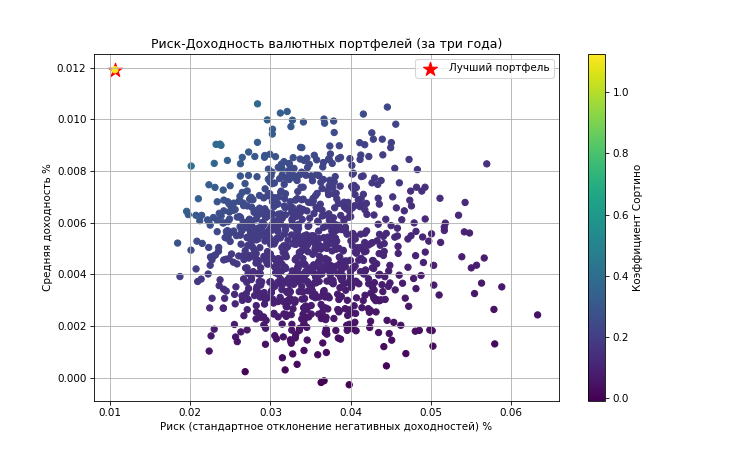 Риск-Доходность валютных портфелей (за три года)
Лучший портфель
Средняя доходность %
0.012
0.010
0.008
0.006
0.004
0.002
0.000
0.01 0.02 0.03 0.04 0.05 0.06
Риск (стандартное отклонение негативных доходностей) %
1.0
0.8
0.6
0.4
0.2
0.0
Коэффициент Сортино